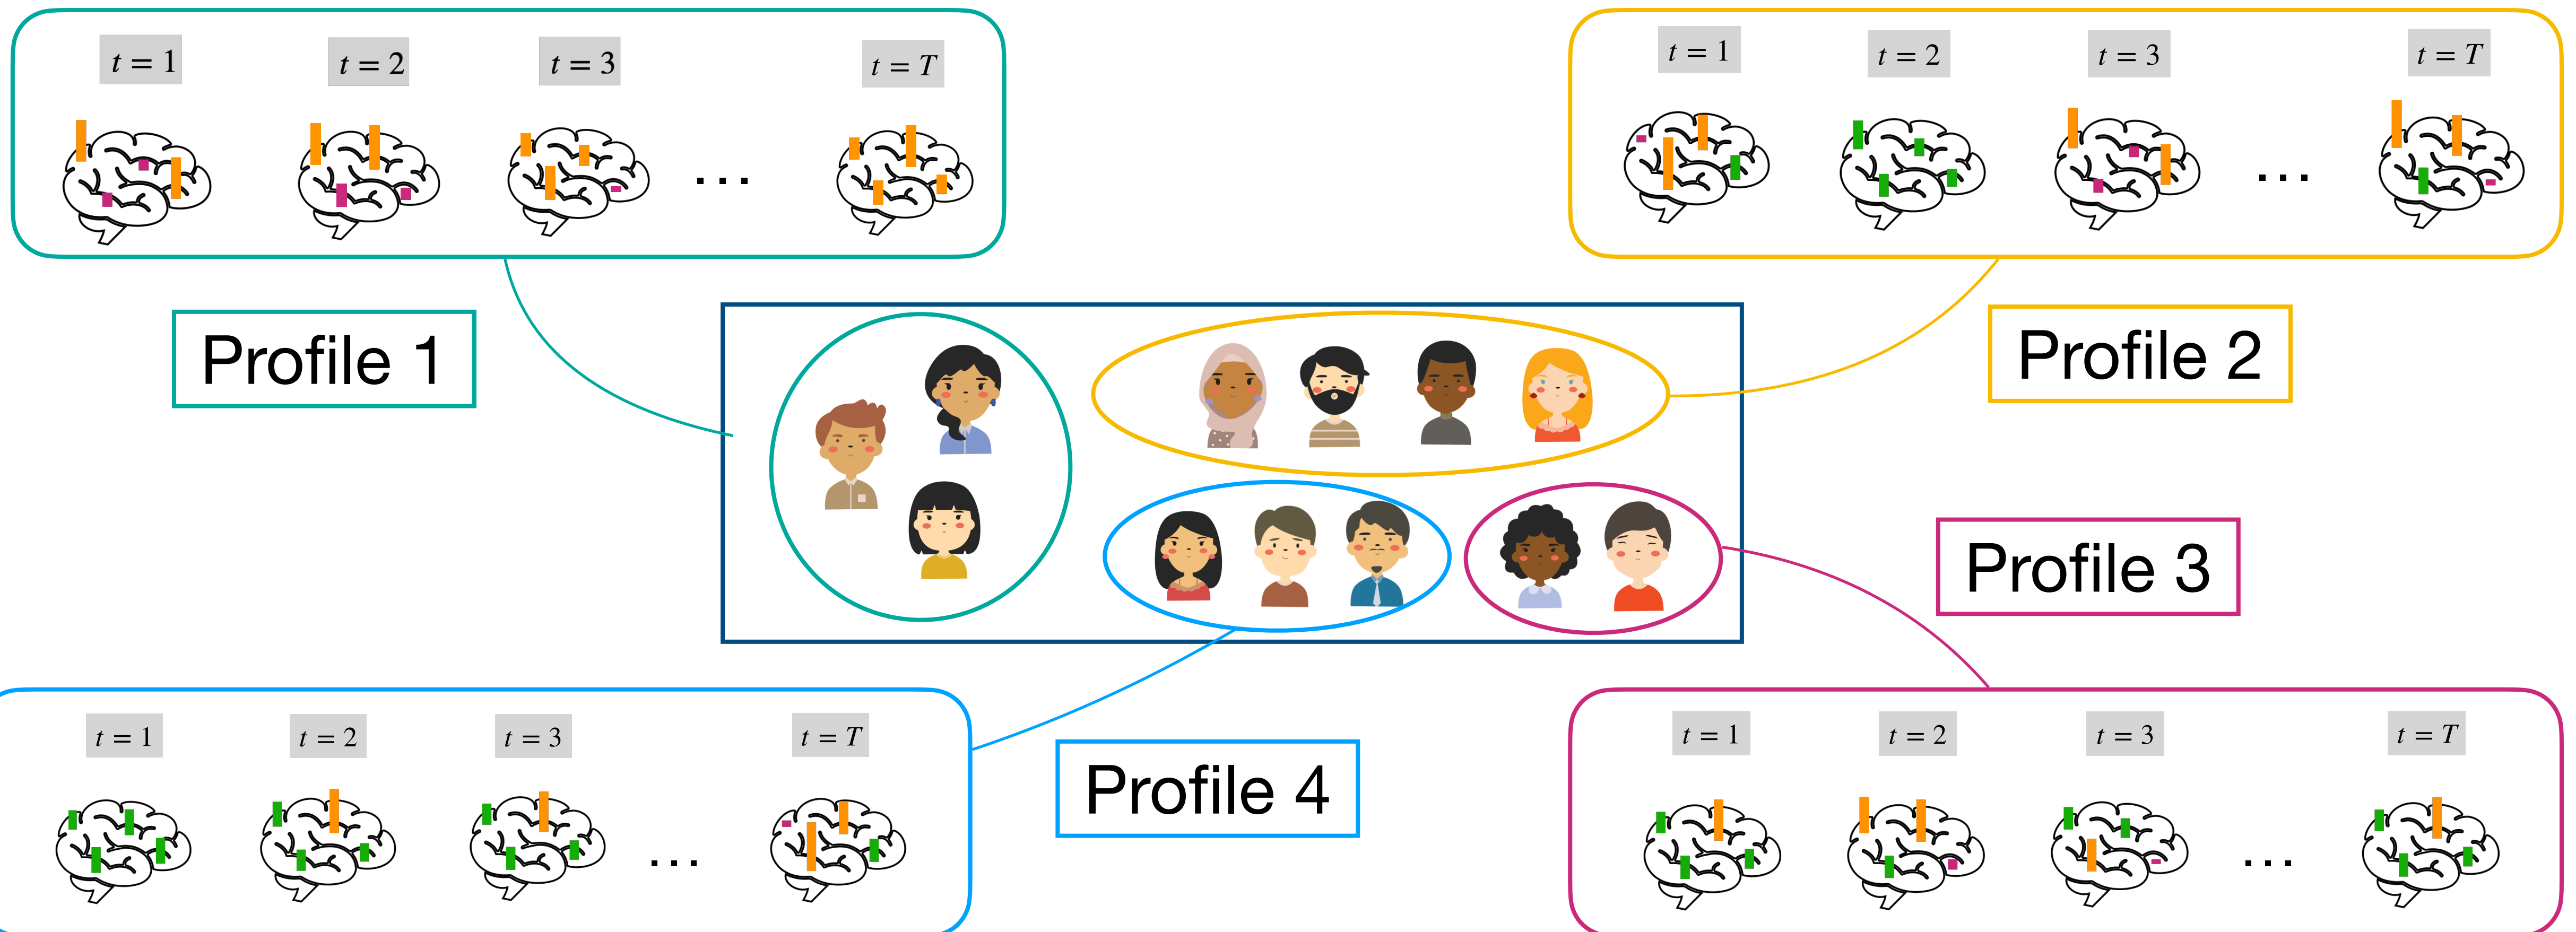 t = 1
t = 2
t = 3
t = T
...
Profile 1
t = 1
t = 2
t = 3
t = T
...
Profile 2
Profile 3
t = 1
t = 2
t = 3
t = T
...
Profile 4
t = 1
t = 2
t = 3
t = T
...